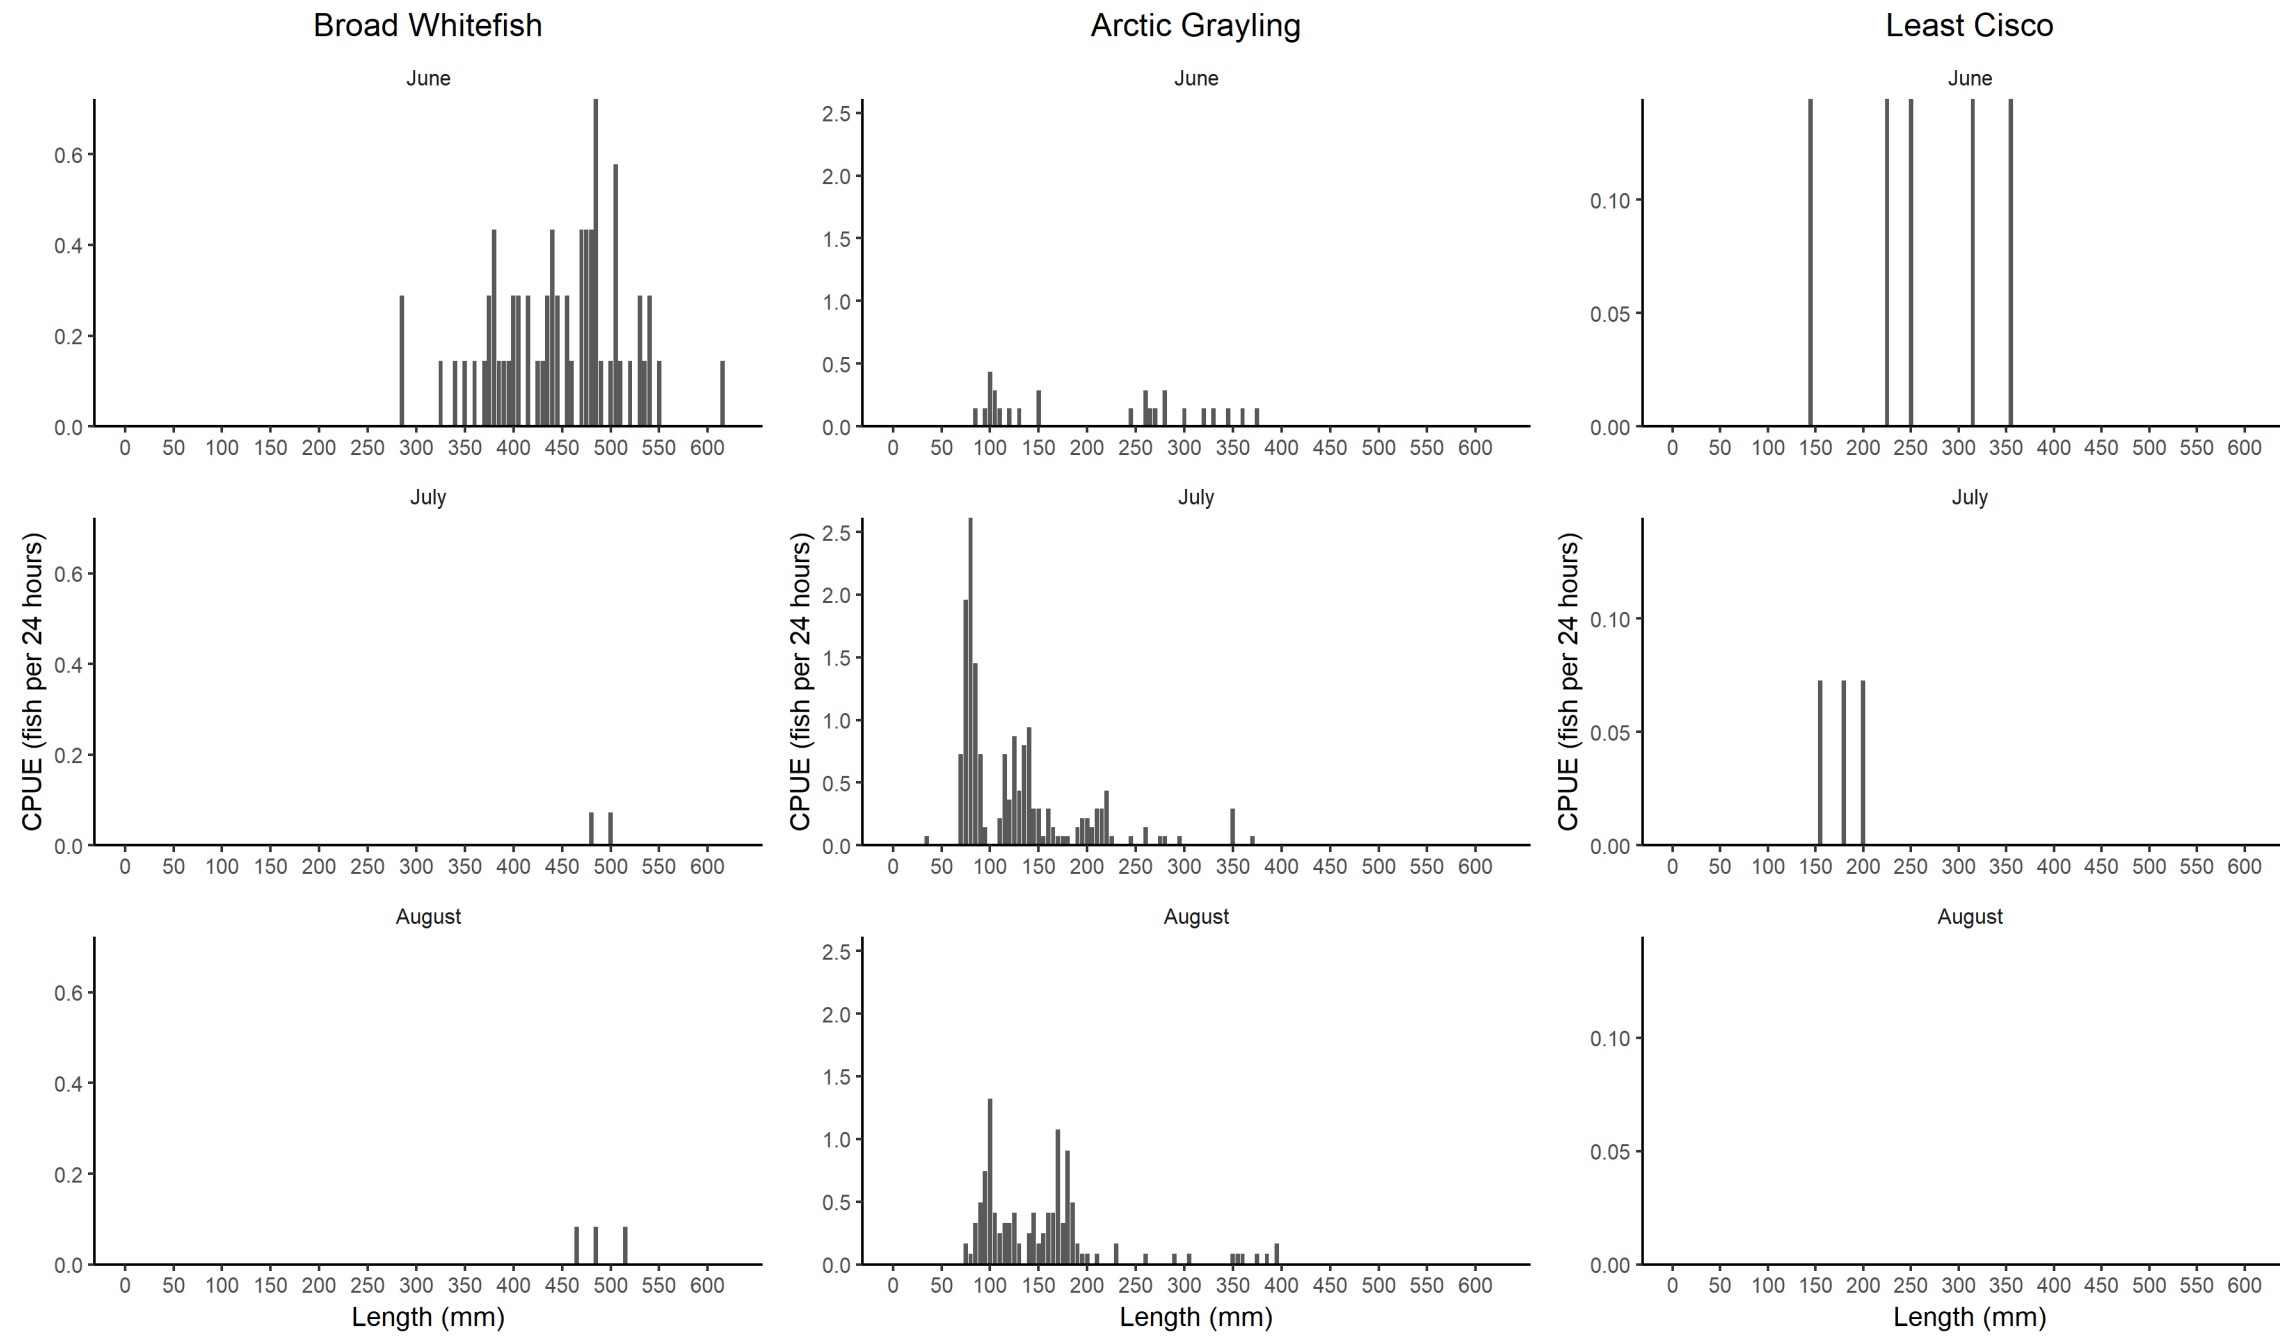 Broad Whitefish Arctic Grayling Least Cisco
June June June
0.6 0.4 0.2 0.0
2.5 2.0 1.5 1.0 0.5 0.0
0.10 0.05 0.00
0 50 100 150 200 250 300 350 400 450 500 550 600
0 50 100 150 200 250 300 350 400 450 500 550 600
0 50 100 150 200 250 300 350 400 450 500 550 600
July July July
CPUE (fish per 24 hours)
0.6 0.4 0.2 0.0
CPUE (fish per 24 hours)
2.5 2.0 1.5 1.0 0.5 0.0
CPUE (fish per 24 hours)
0.10 0.05 0.00
0 50 100 150 200 250 300 350 400 450 500 550 600
0 50 100 150 200 250 300 350 400 450 500 550 600
0 50 100 150 200 250 300 350 400 450 500 550 600
August August August
0.6 0.4 0.2 0.0
2.5 2.0 1.5 1.0 0.5 0.0
0.10 0.05 0.00
0 50 100 150 200 250 300 350 400 450 500 550 600
0 50 100 150 200 250 300 350 400 450 500 550 600
0 50 100 150 200 250 300 350 400 450 500 550 600
Length (mm) Length (mm) Length (mm)